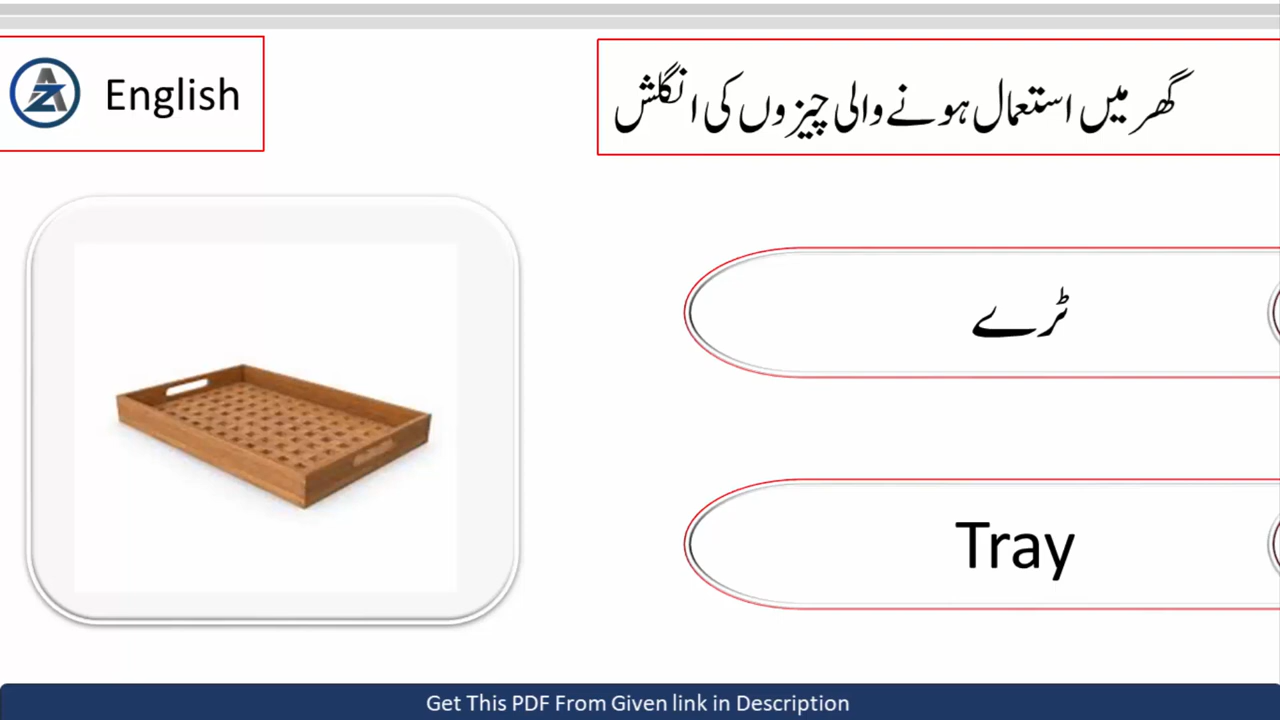 English
گھر میں استعمال ہونے والی چیزوں کی انگلش
ٹرے
Tray
Get This PDF From Given link in Description